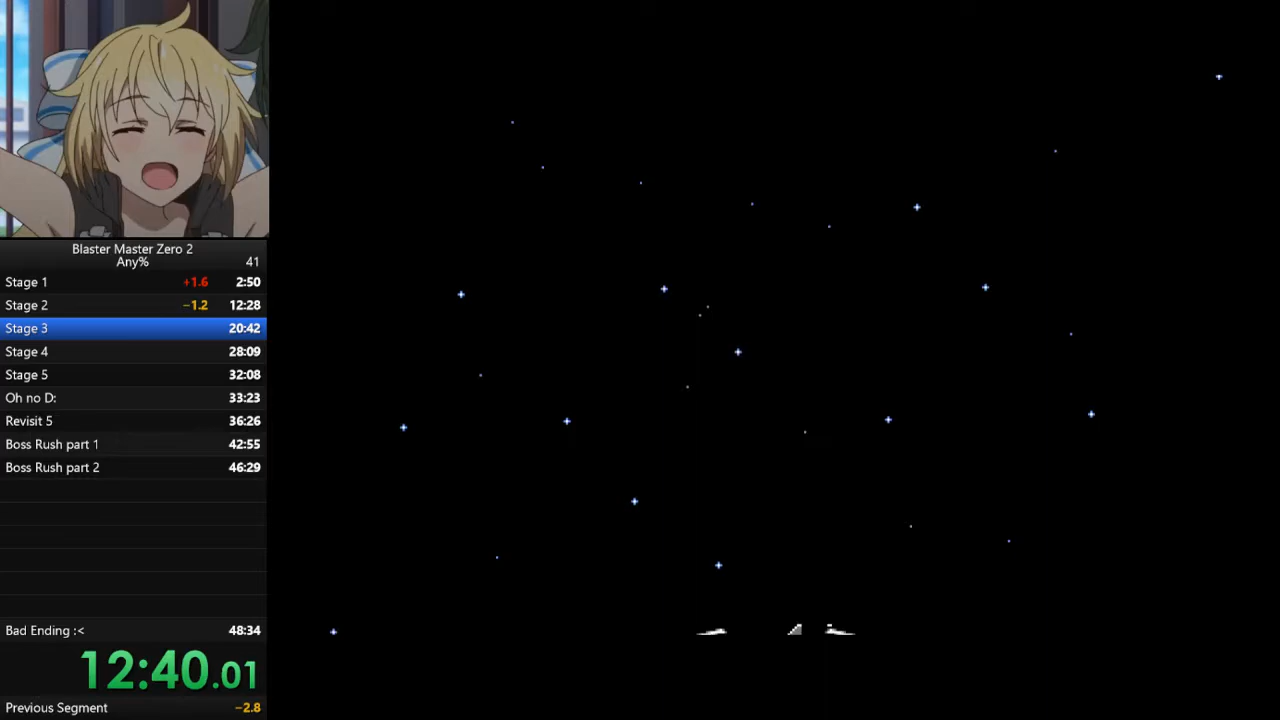 Blaster Master Zero 2
Any% 41
Stage 1 +1.6 2:50
Stage 2 −1.2 12:28
Stage 3 20:42
Stage 4 28:09
Stage 5 32:08
Oh no D: 33:23
Revisit 5 36:26
Boss Rush part 1 42:55
Boss Rush part 2 46:29
Bad Ending :< 48:34
12:40.01
Previous Segment −2.8